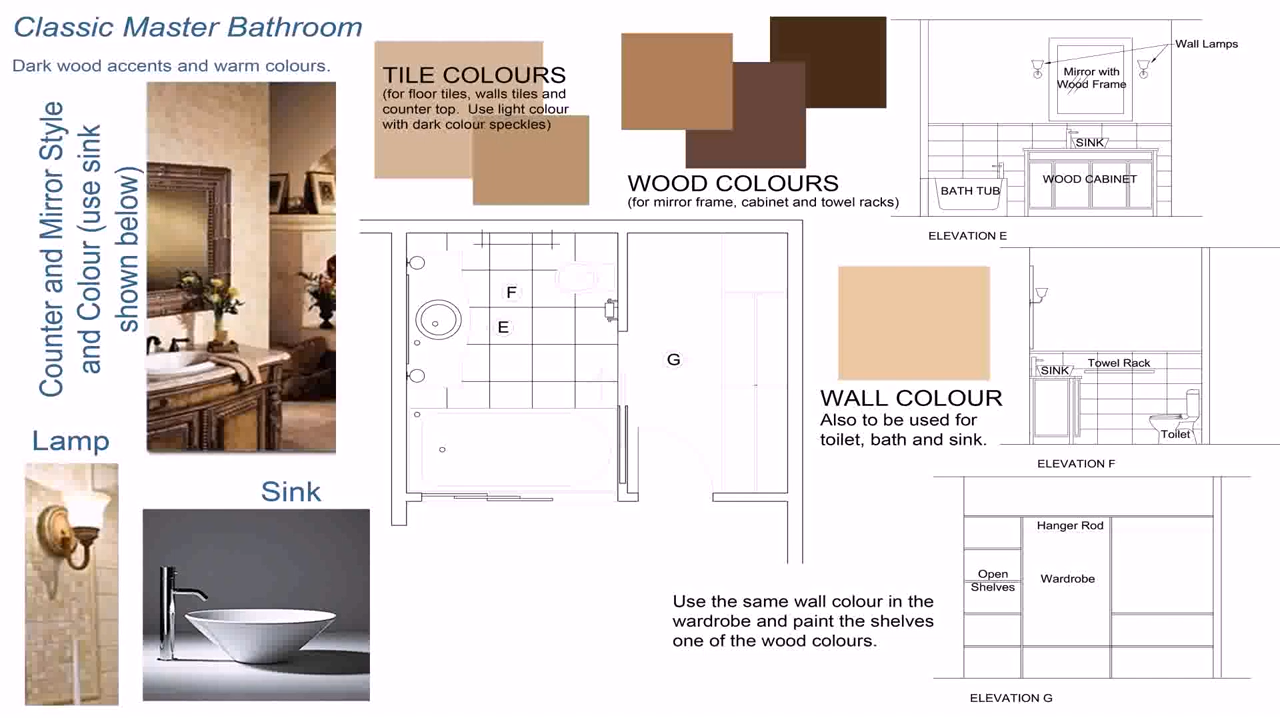 Classic Master Bathroom
Dark wood accents and warm colours.
Counter and Mirror Style
and Colour (use sink
shown below)
Lamp
Sink
TILE COLOURS
(for floor tiles, walls tiles and
counter top.  Use light colour
with dark colour speckles)
WOOD COLOURS
(for mirror frame, cabinet and towel racks)
F
E
G
WALL COLOUR
Also to be used for
toilet, bath and sink.
Use the same wall colour in the
wardrobe and paint the shelves
one of the wood colours.
Wall Lamps
Mirror with
Wood Frame
SINK
BATH TUB
WOOD CABINET
ELEVATION E
SINK
Towel Rack
Toilet
ELEVATION F
Hanger Rod
Open
Shelves
Wardrobe
ELEVATION G